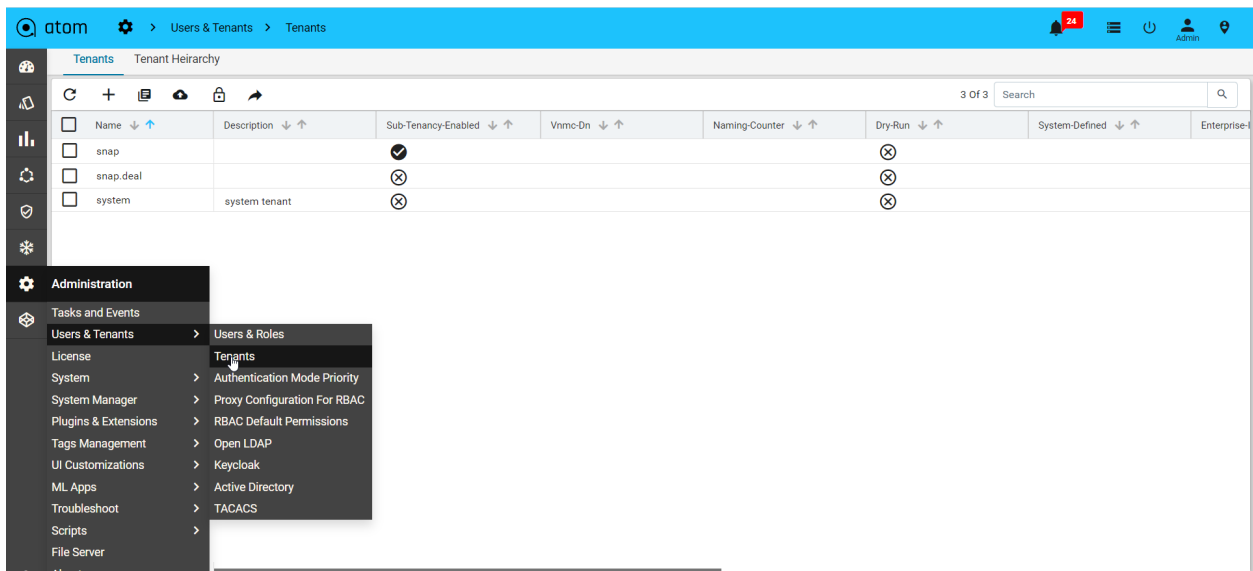 atom > Users & Tenants > Tenants 24 Admin
Tenants Tenant Heirarchy
3 Of 3 Search
Name Description Sub-Tenancy-Enabled Vnmc-Dn Naming-Counter Dry-Run System-Defined
snap
snap.deal
system system tenant
Administration
Tasks and Events
Users & Tenants > Users & Roles
License Tenants
System > Authentication Mode Priority
System Manager > Proxy Configuration For RBAC
Plugins & Extensions > RBAC Default Permissions
Tags Management > Open LDAP
UI Customizations > Keycloak
ML Apps > Active Directory
Troubleshoot > TACACS
Scripts >
File Server